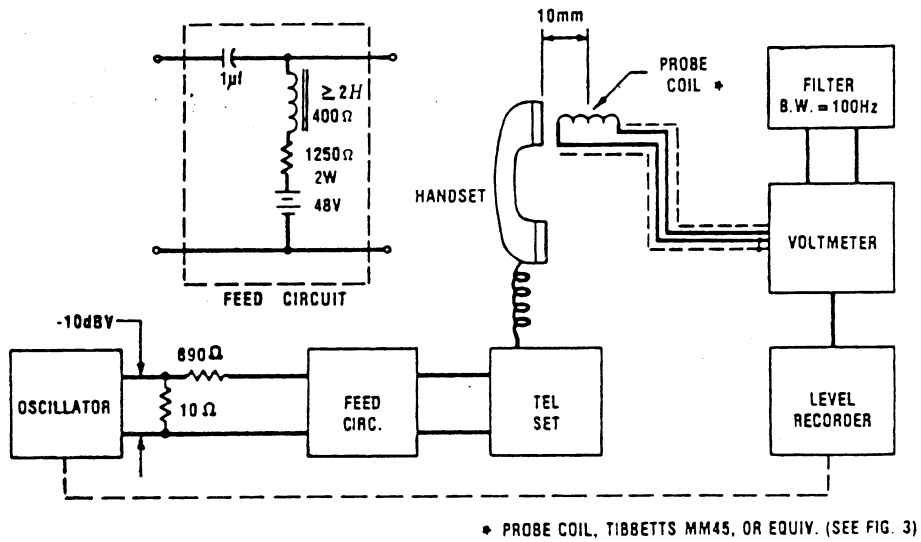 10mm
1µf
≥ 2H
400Ω
1250Ω
2W
48V
FEED CIRCUIT
PROBE
COIL *
FILTER
B.W. = 100Hz
HANDSET
VOLTMETER
-10dBV
890Ω
10Ω
OSCILLATOR
FEED
CIRC.
TEL
SET
LEVEL
RECORDER
* PROBE COIL, TIBBETTS MM45, OR EQUIV. (SEE FIG. 3)